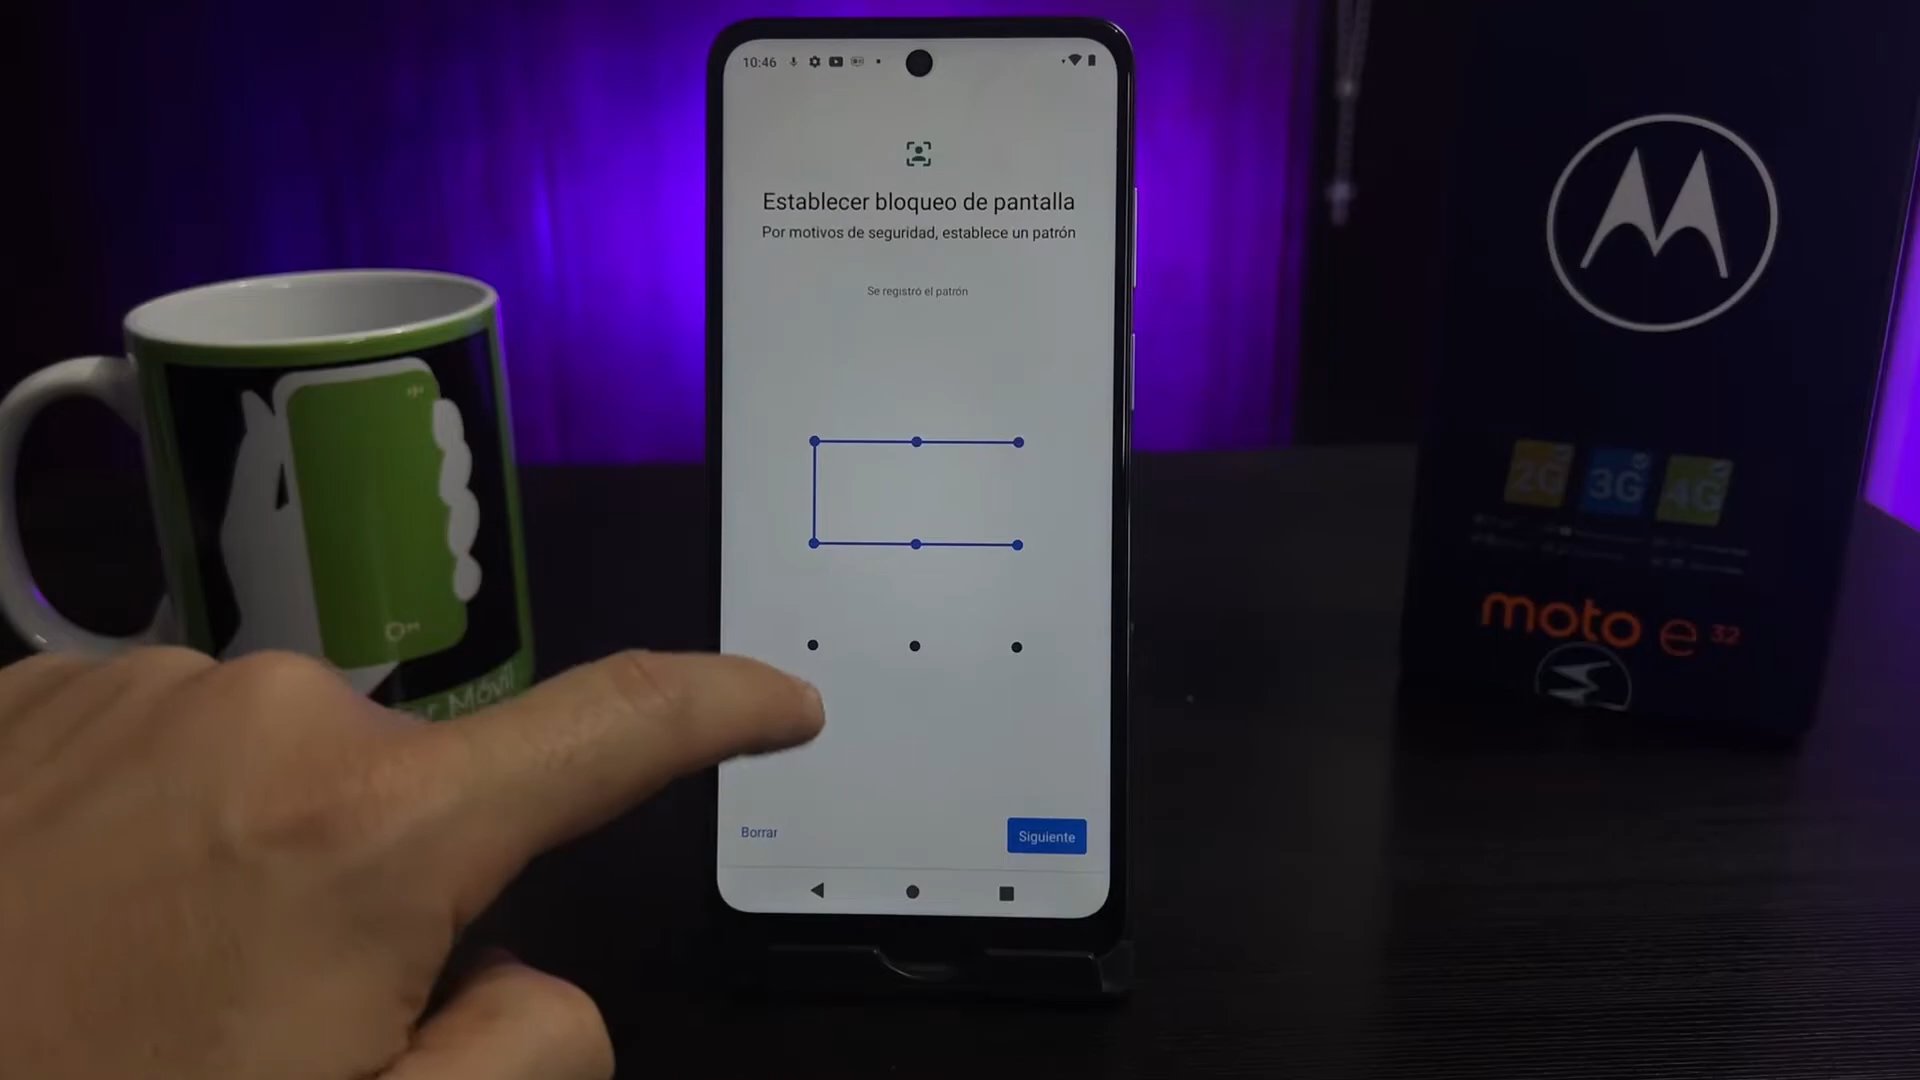 10:46
Establecer bloqueo de pantalla
Por motivos de seguridad, establece un patrón
Se registró el patrón
Borrar
Siguiente
Móvil
2G 3G 4G
moto e 32